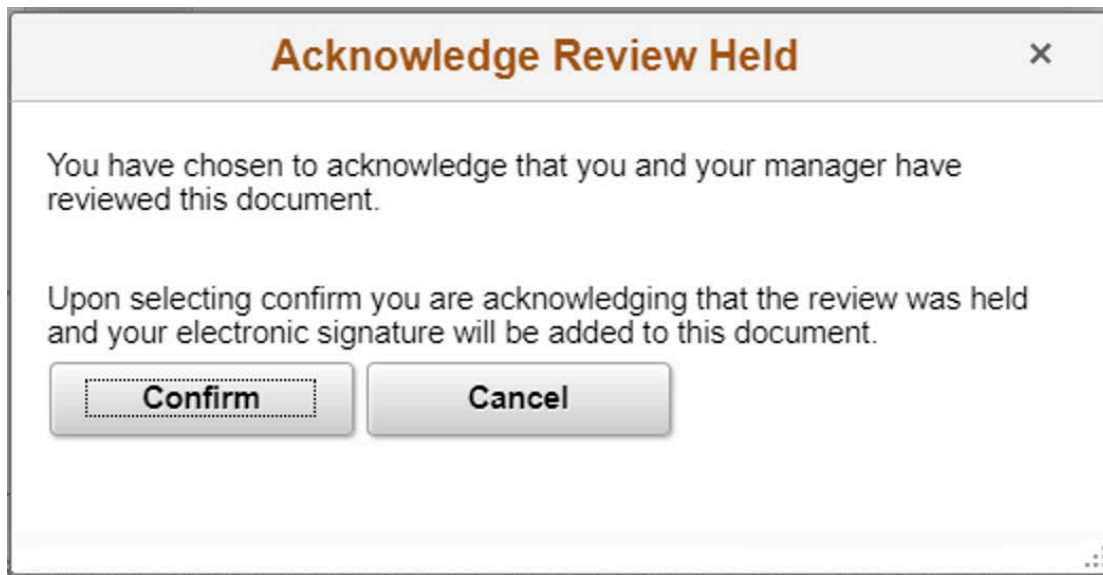 Acknowledge Review Held
×
You have chosen to acknowledge that you and your manager have
reviewed this document.
Upon selecting confirm you are acknowledging that the review was held
and your electronic signature will be added to this document.
Confirm Cancel